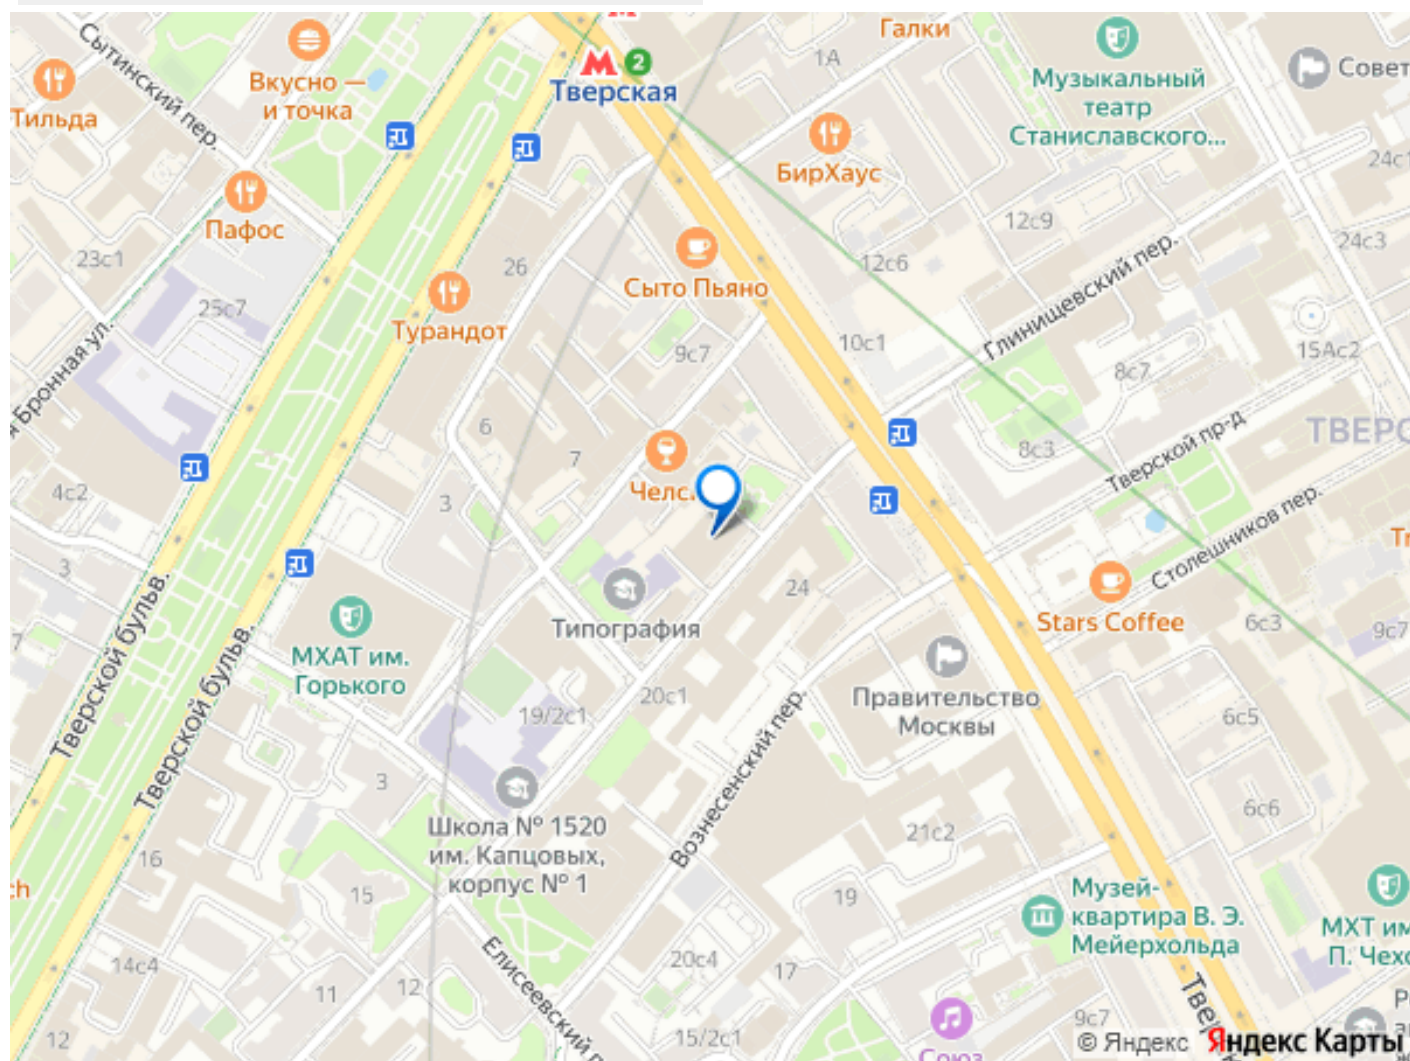 Галки
1А
Музыкальный
театр
Станиславского...
Совет
Сытинский пер.
Вкусно —
и точка
Тильда
2
Тверская
БирХаус
24с1
Пафос
12с9
24с3
23с1
26
Сыто Пьяно
12с6
Глинищевский пер.
25с7
Турандот
9с7
10с1
15Ас2
8с7
я Бронная ул.
6
7
ТВЕРС
8с3
Тверской пр-д
4с2
3
Челс
Столешников пер.
3
24
Stars Coffee
6с3
9с7
Типография
МХАТ им.
Горького
Правительство
Москвы
20с1
19/2с1
6с5
Тверской бульв.
Тверской бульв.
Вознесенский пер.
3
6с6
Школа № 1520
им. Капцовых,
корпус № 1
21с2
16
15
19
Музей-
квартира В. Э.
Мейерхольда
МХТ им
П. Чехо
14с4
20с4
17
11
12
Елисеевский п
12
15/2с1
Союз
9с7
Твер
© Яндекс Яндекс Карты